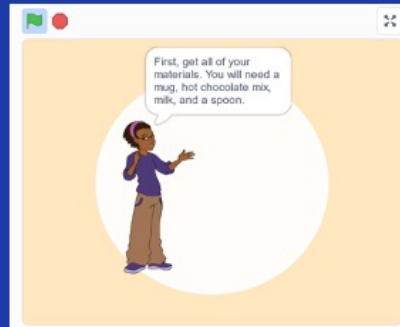 First, get all of your
materials. You will need a
mug, hot chocolate mix,
milk, and a spoon.